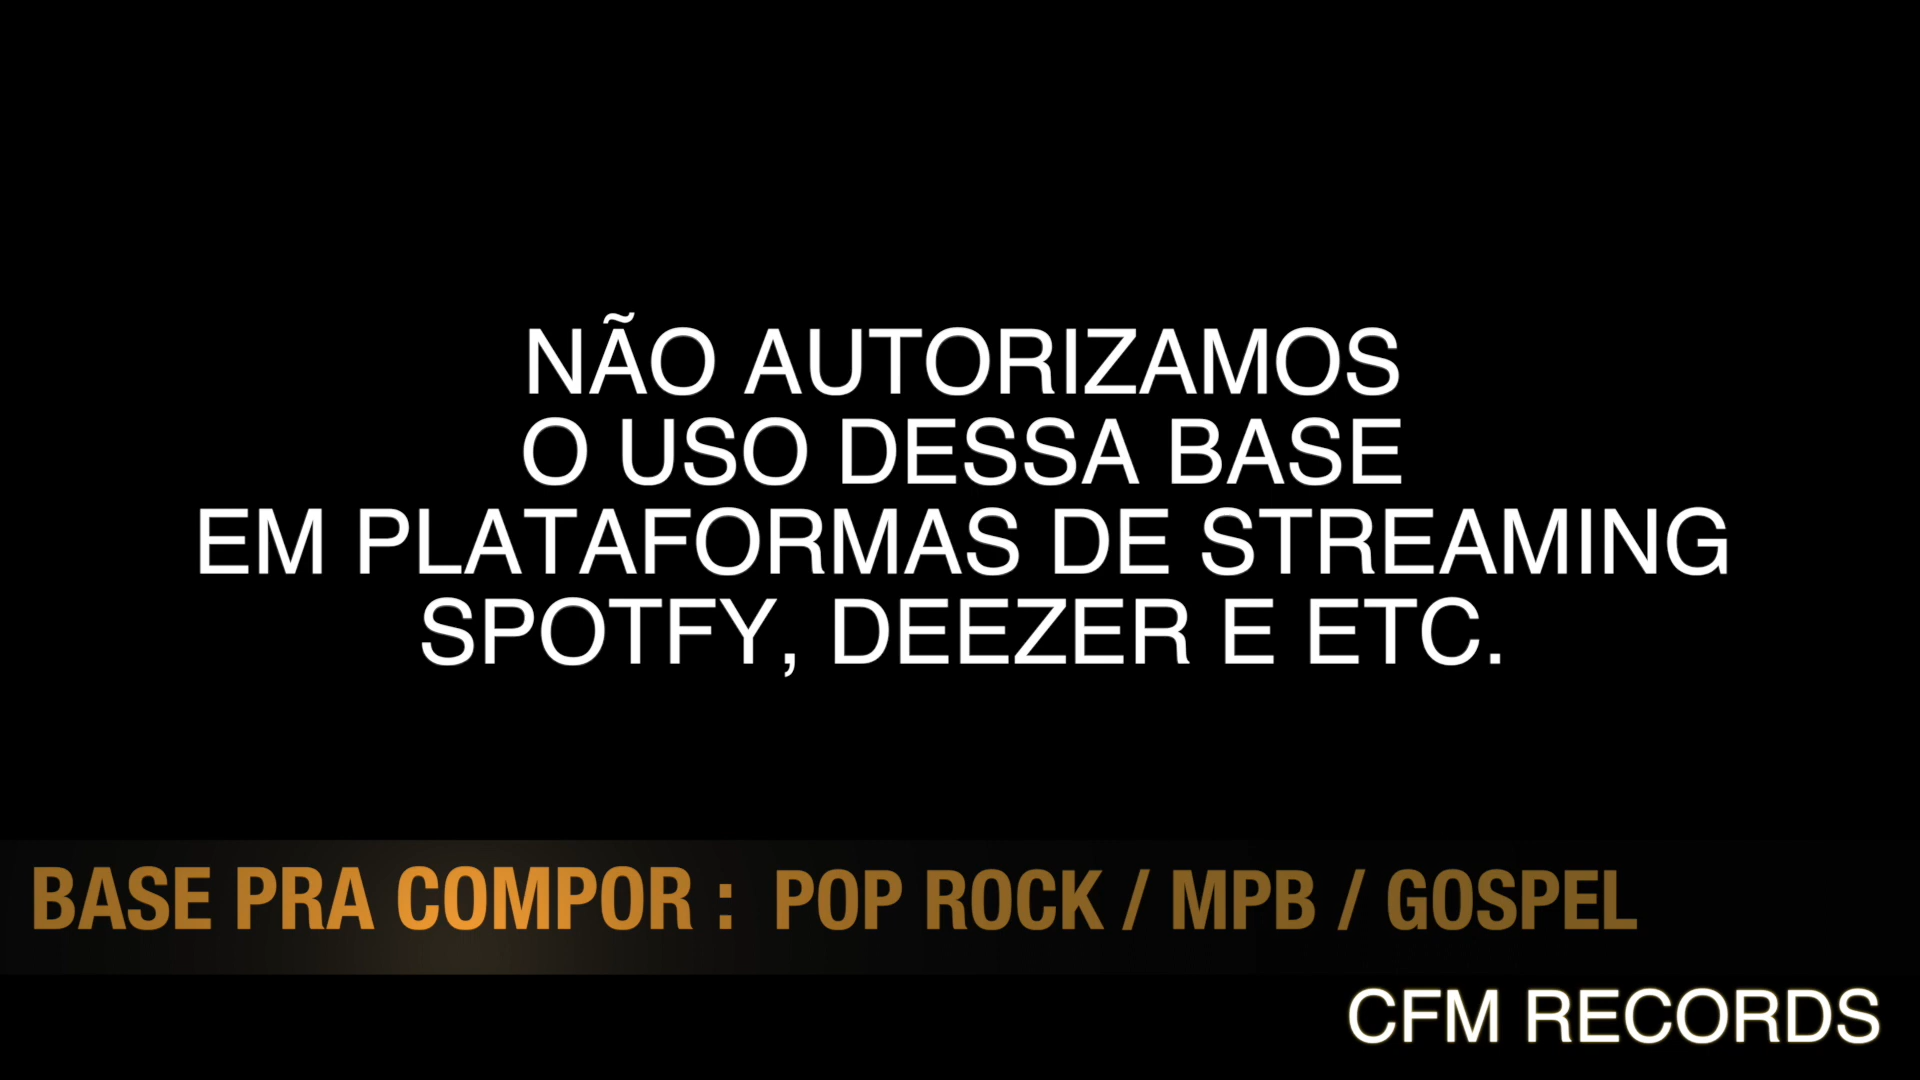 NÃO AUTORIZAMOS
O USO DESSA BASE
EM PLATAFORMAS DE STREAMING
SPOTFY, DEEZER E ETC.
BASE PRA COMPOR : POP ROCK / MPB / GOSPEL
CFM RECORDS